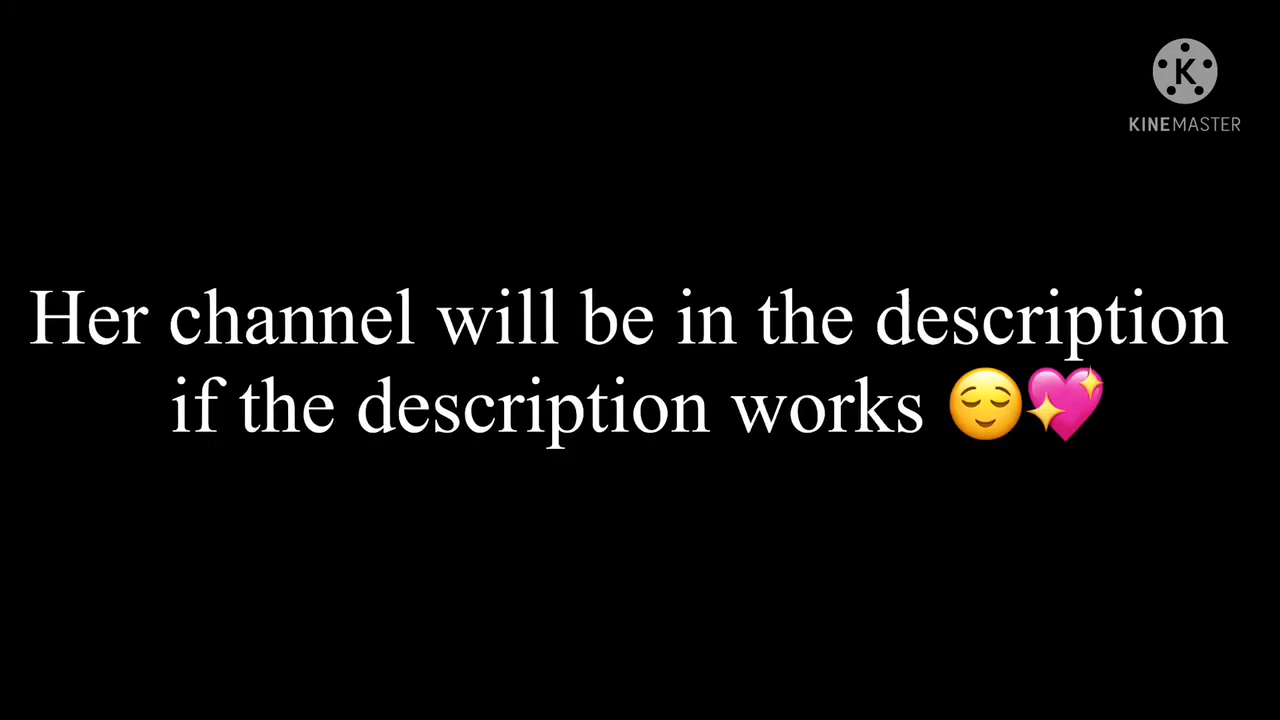 K
KINEMASTER
Her channel will be in the description
if the description works 😌💖